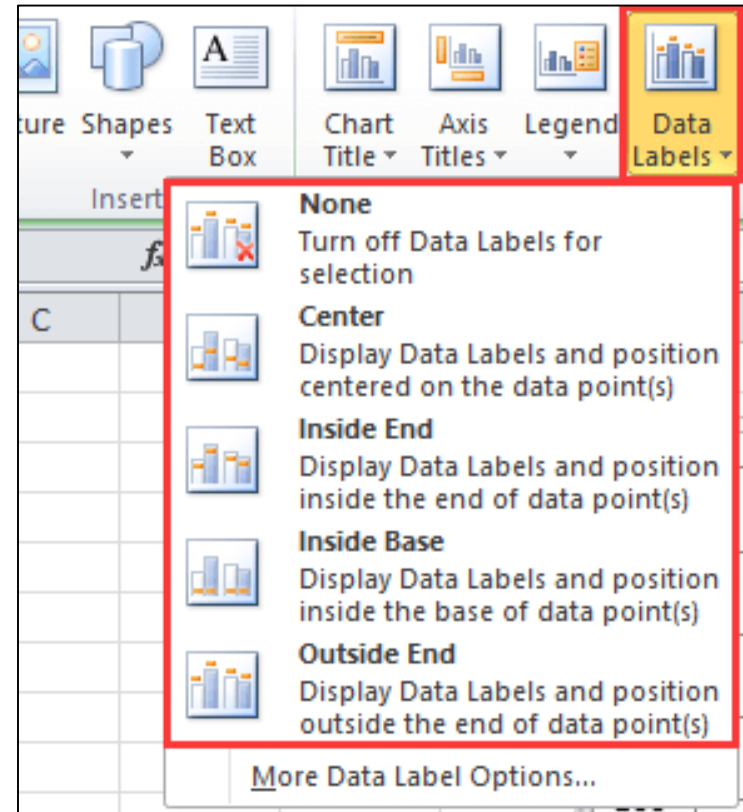 ture Shapes Text Chart Axis Legend Data
Box Title Titles Labels
Insert
None
Turn off Data Labels for
selection
fx
C
Center
Display Data Labels and position
centered on the data point(s)
Inside End
Display Data Labels and position
inside the end of data point(s)
Inside Base
Display Data Labels and position
inside the base of data point(s)
Outside End
Display Data Labels and position
outside the end of data point(s)
More Data Label Options...